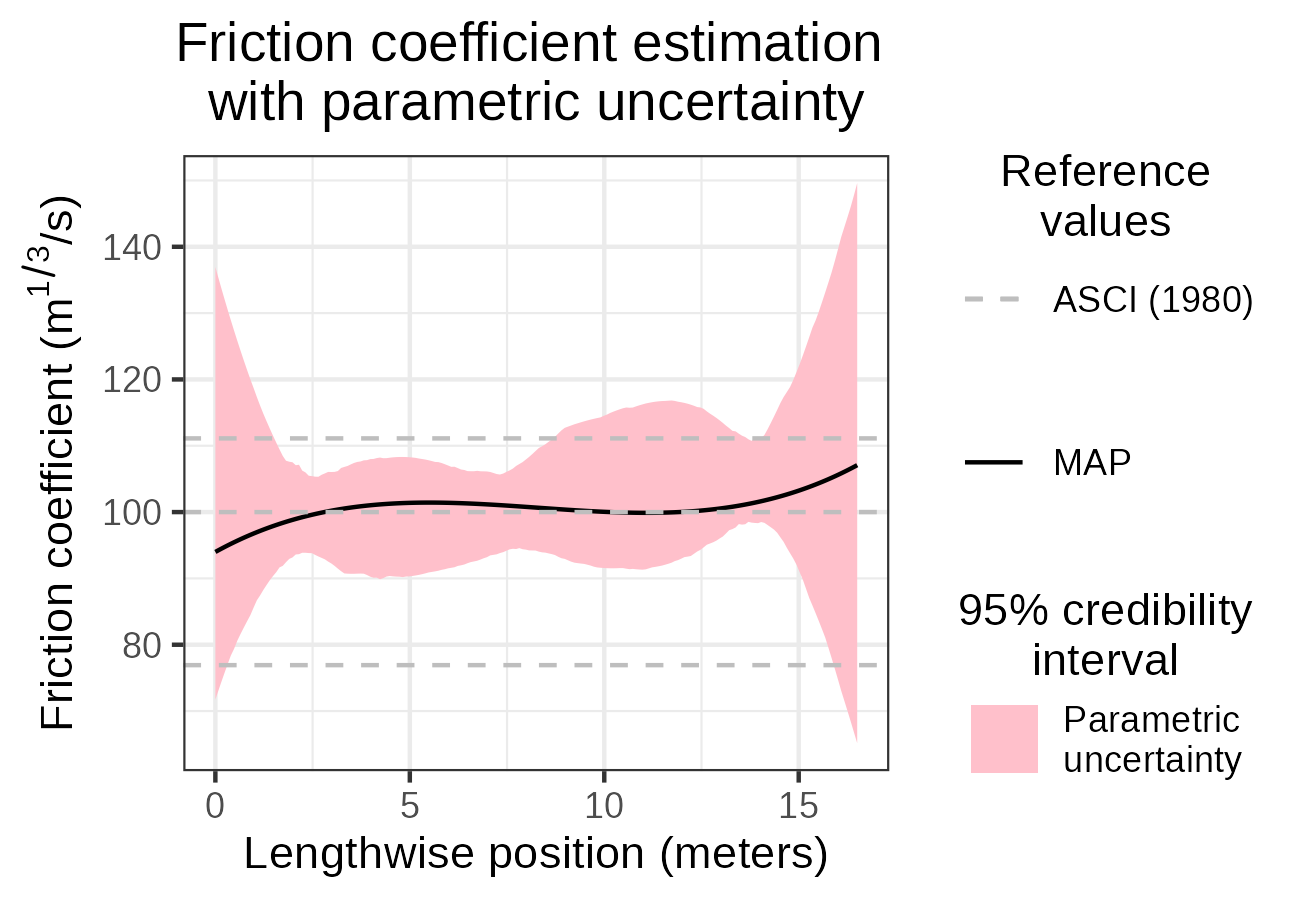 Friction coefficient estimation
with parametric uncertainty
Friction coefficient (m^1/3/s)
140
120
100
80
0
5
10
15
Lengthwise position (meters)
Reference
values
ASCI (1980)
MAP
95% credibility
interval
Parametric
uncertainty